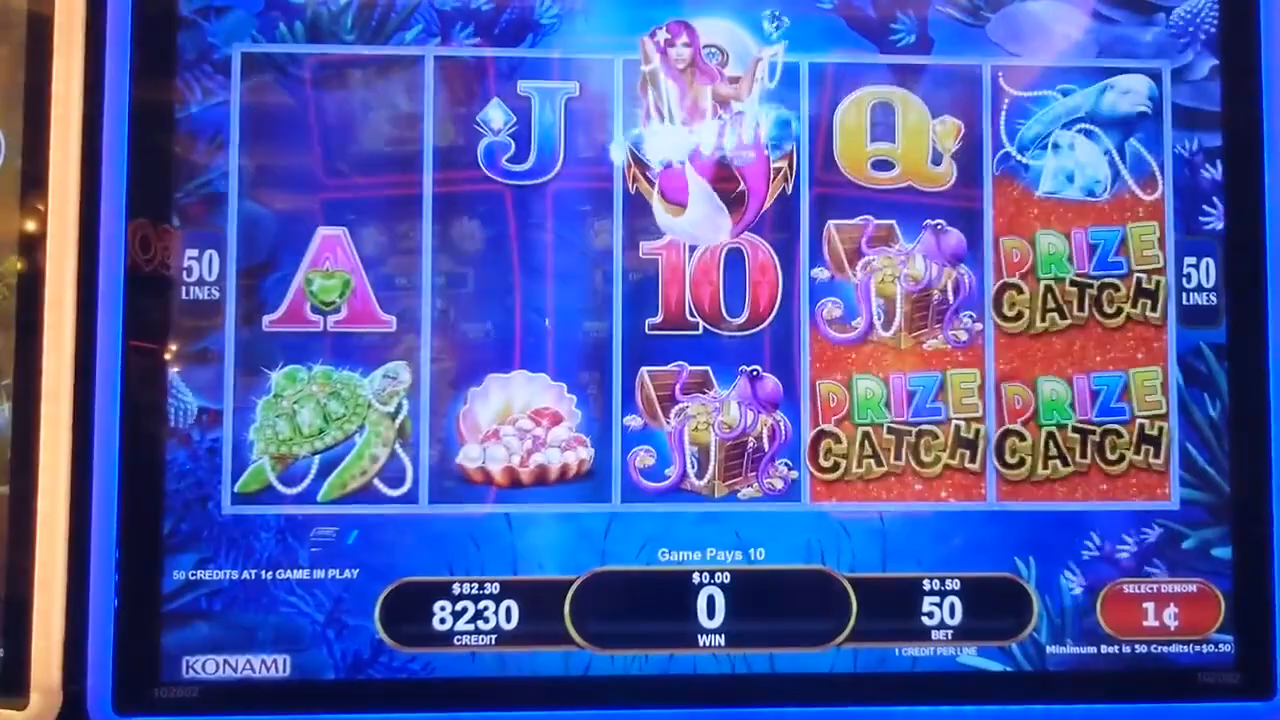 J
Q
A
10
50
LINES
50
LINES
PRIZE
CATCH
PRIZE
CATCH
PRIZE
CATCH
Game Pays 10
50 CREDITS AT 1¢ GAME IN PLAY
$82.30
8230
CREDIT
$0.00
0
WIN
$0.50
50
BET
1 CREDIT PER LINE
SELECT DENOM
1¢
Minimum Bet is 50 Credits(=$0.50)
KONAMI